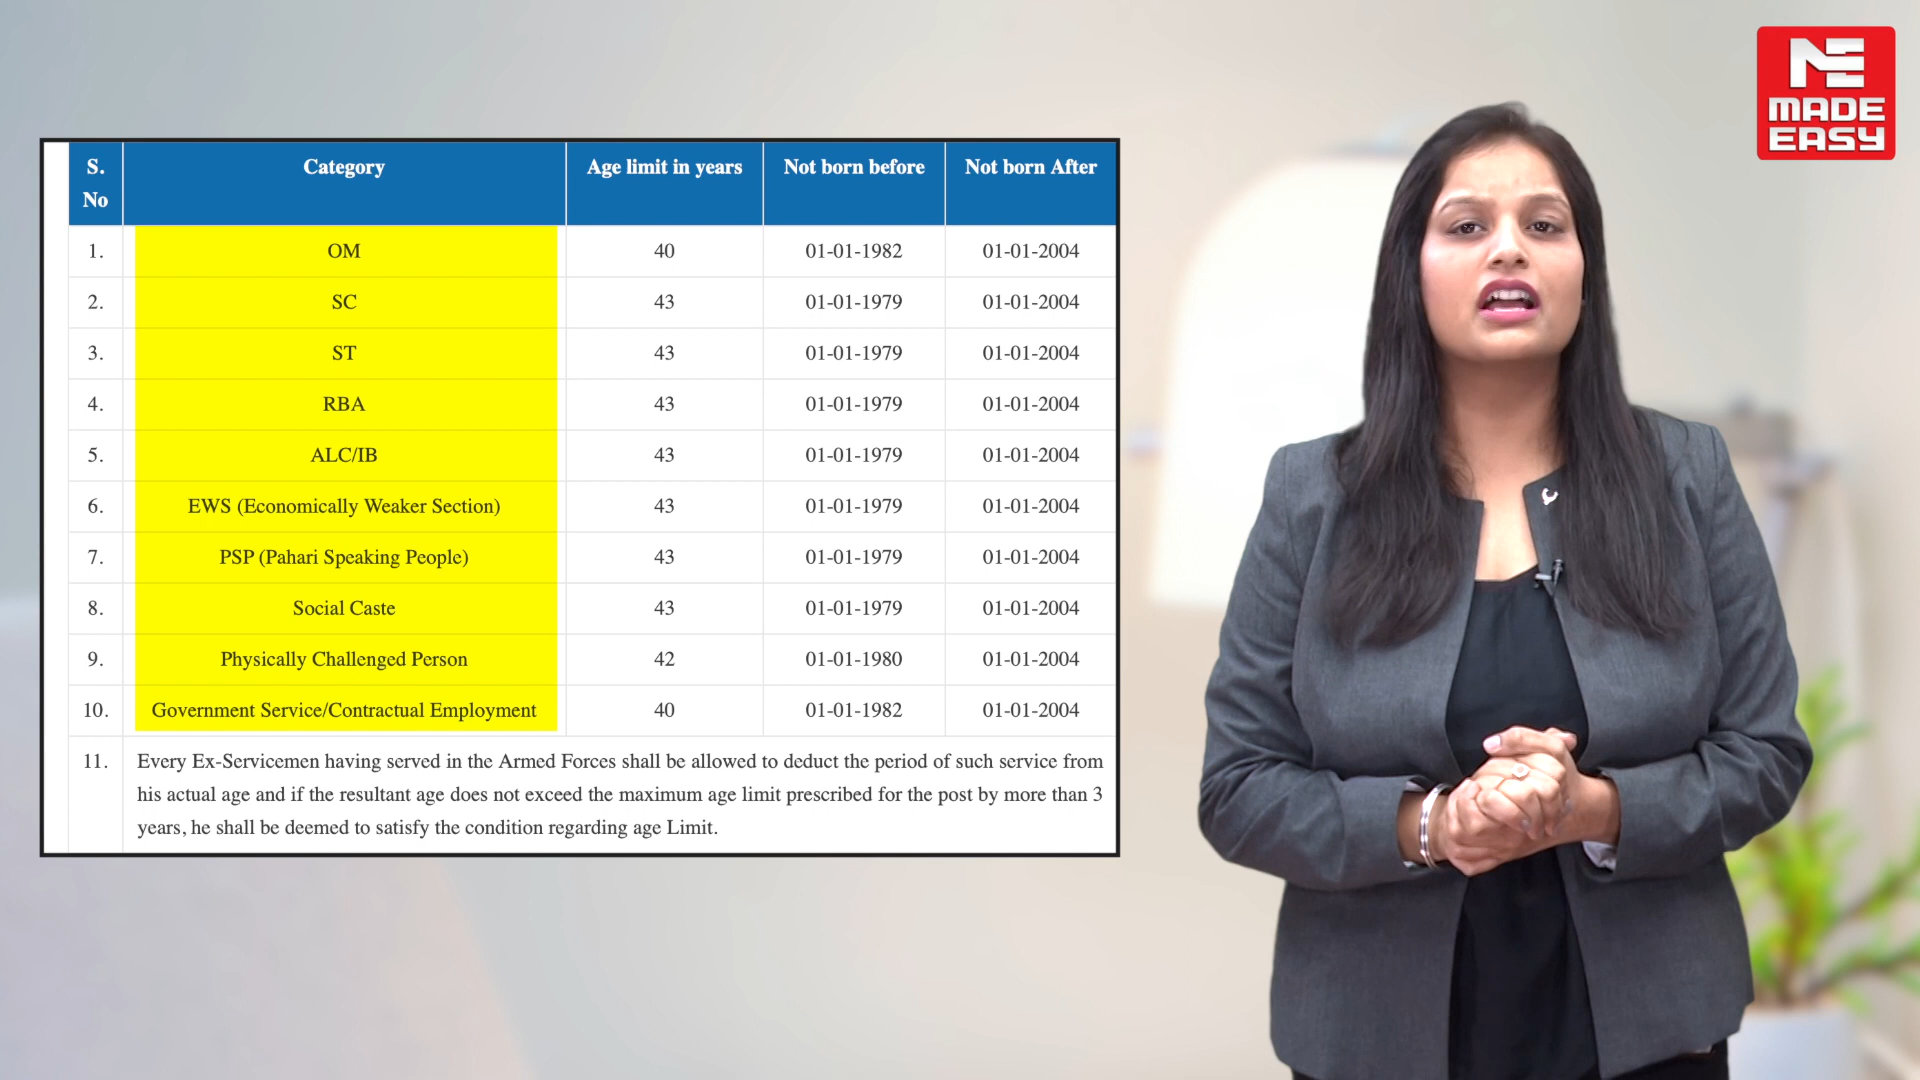 ME
MADE
EASY
S. No Category Age limit in years Not born before Not born After
1. OM 40 01-01-1982 01-01-2004
2. SC 43 01-01-1979 01-01-2004
3. ST 43 01-01-1979 01-01-2004
4. RBA 43 01-01-1979 01-01-2004
5. ALC/IB 43 01-01-1979 01-01-2004
6. EWS (Economically Weaker Section) 43 01-01-1979 01-01-2004
7. PSP (Pahari Speaking People) 43 01-01-1979 01-01-2004
8. Social Caste 43 01-01-1979 01-01-2004
9. Physically Challenged Person 42 01-01-1980 01-01-2004
10. Government Service/Contractual Employment 40 01-01-1982 01-01-2004
11. Every Ex-Servicemen having served in the Armed Forces shall be allowed to deduct the period of such service from
his actual age and if the resultant age does not exceed the maximum age limit prescribed for the post by more than 3
years, he shall be deemed to satisfy the condition regarding age Limit.